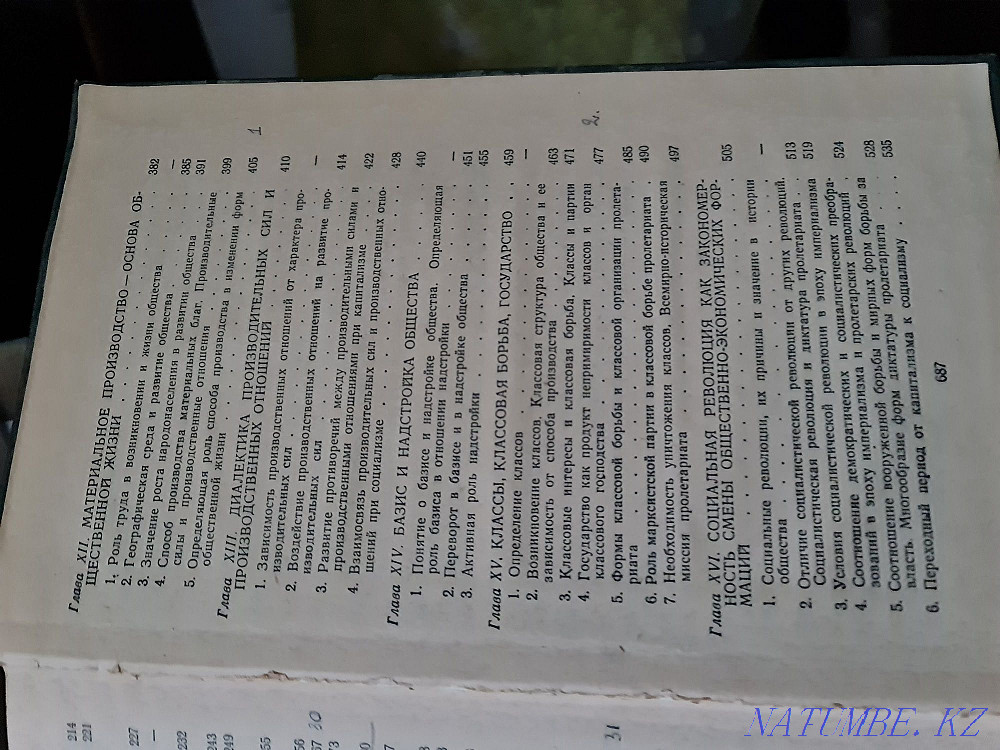 Глава XII. МАТЕРИАЛЬНОЕ ПРОИЗВОДСТВО — ОСНОВА ОБ-
ЩЕСТВЕННОЙ ЖИЗНИ . . . 382
1. Роль труда в возникновении и жизни общества —
2. Географическая среда и развитие общества . . 385
3. Значение роста народонаселения в развитии общества 391
4. Способ производства материальных благ. Производительные
силы и производственные отношения . . . 399
5. Определяющая роль способа производства в изменении форм
общественной жизни . . . 405
1
Глава XIII. ДИАЛЕКТИКА ПРОИЗВОДИТЕЛЬНЫХ СИЛ И
ПРОИЗВОДСТВЕННЫХ ОТНОШЕНИЙ . . . 410
1. Зависимость производственных отношений от характера про-
изводительных сил . . . —
2. Воздействие производственных отношений на развитие про-
изводительных сил . . . 414
3. Развитие противоречий между производительными силами и
производственными отношениями при капитализме . . 422
4. Взаимосвязь производительных сил и производственных отно-
шений при социализме . . . 428
Глава XIV. БАЗИС И НАДСТРОЙКА ОБЩЕСТВА . . . 440
1. Понятие о базисе и надстройке общества. Определяющая
роль базиса в отношении надстройки . . . —
2. Переворот в базисе и в надстройке общества . . . 451
3. Активная роль надстройки . . . 455
Глава XV. КЛАССЫ, КЛАССОВАЯ БОРЬБА, ГОСУДАРСТВО . . 459
1. Определение классов . . . —
2. Возникновение классов. Классовая структура общества и ее
зависимость от способа производства . . . 463
3. Классовые интересы и классовая борьба. Классы и партии 471
4. Государство как продукт непримиримости классов и орган
классового господства . . . 477
2.
5. Формы классовой борьбы и классовой организации пролета-
риата . . . 485
6. Роль марксистской партии в классовой борьбе пролетариата 490
7. Необходимость уничтожения классов. Всемирно-историческая
миссия пролетариата . . . 497
Глава XVI. СОЦИАЛЬНАЯ РЕВОЛЮЦИЯ КАК ЗАКОНОМЕР-
НОСТЬ СМЕНЫ ОБЩЕСТВЕННО-ЭКОНОМИЧЕСКИХ ФОР-
МАЦИЙ . . . 505
1. Социальные революции, их причины и значение в истории
общества . . . —
2. Отличие социалистической революции от других революций.
Социалистическая революция и диктатура пролетариата . 513
3. Условия социалистической революции в эпоху империализма 519
4. Соотношение демократических и социалистических преобра-
зований в эпоху империализма и пролетарских революций . 524
5. Соотношение вооруженной борьбы и мирных форм борьбы за
власть. Многообразие форм диктатуры пролетариата . . 528
6. Переходный период от капитализма к социализму . . . 535
687
214
221
227
—
232
243
249
30
31
NATUMBE.KZ